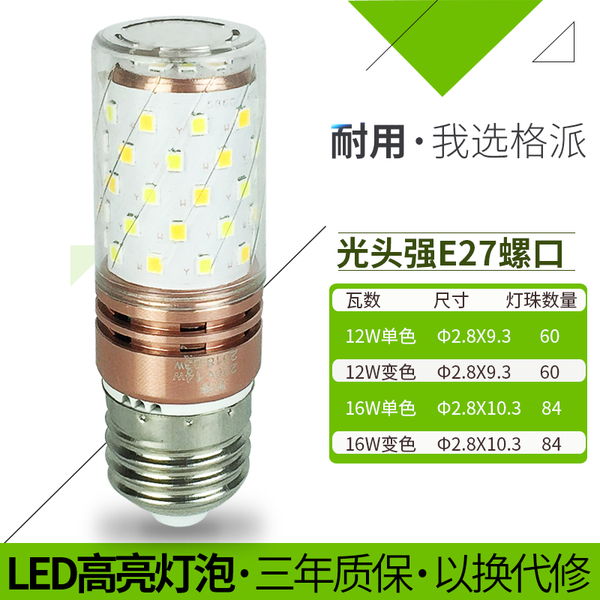 耐用·我选格派
光头强E27螺口
瓦数 尺寸 灯珠数量
12W单色 Φ2.8X9.3 60
12W变色 Φ2.8X9.3 60
16W单色 Φ2.8X10.3 84
16W变色 Φ2.8X10.3 84
LED高亮灯泡·三年质保·以换代修